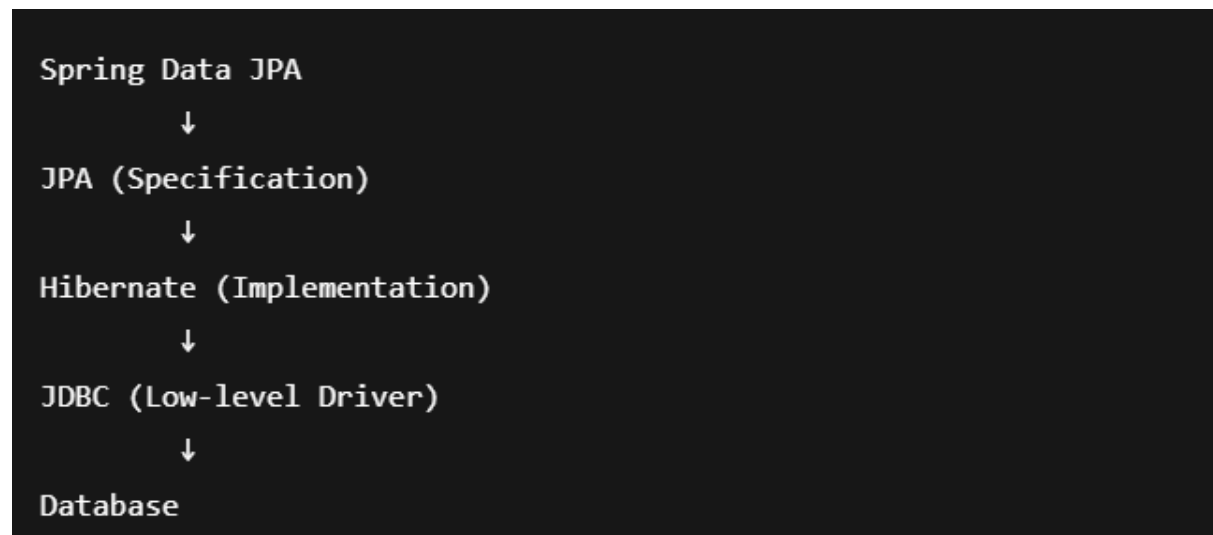 Spring Data JPA
↓
JPA (Specification)
↓
Hibernate (Implementation)
↓
JDBC (Low-level Driver)
↓
Database